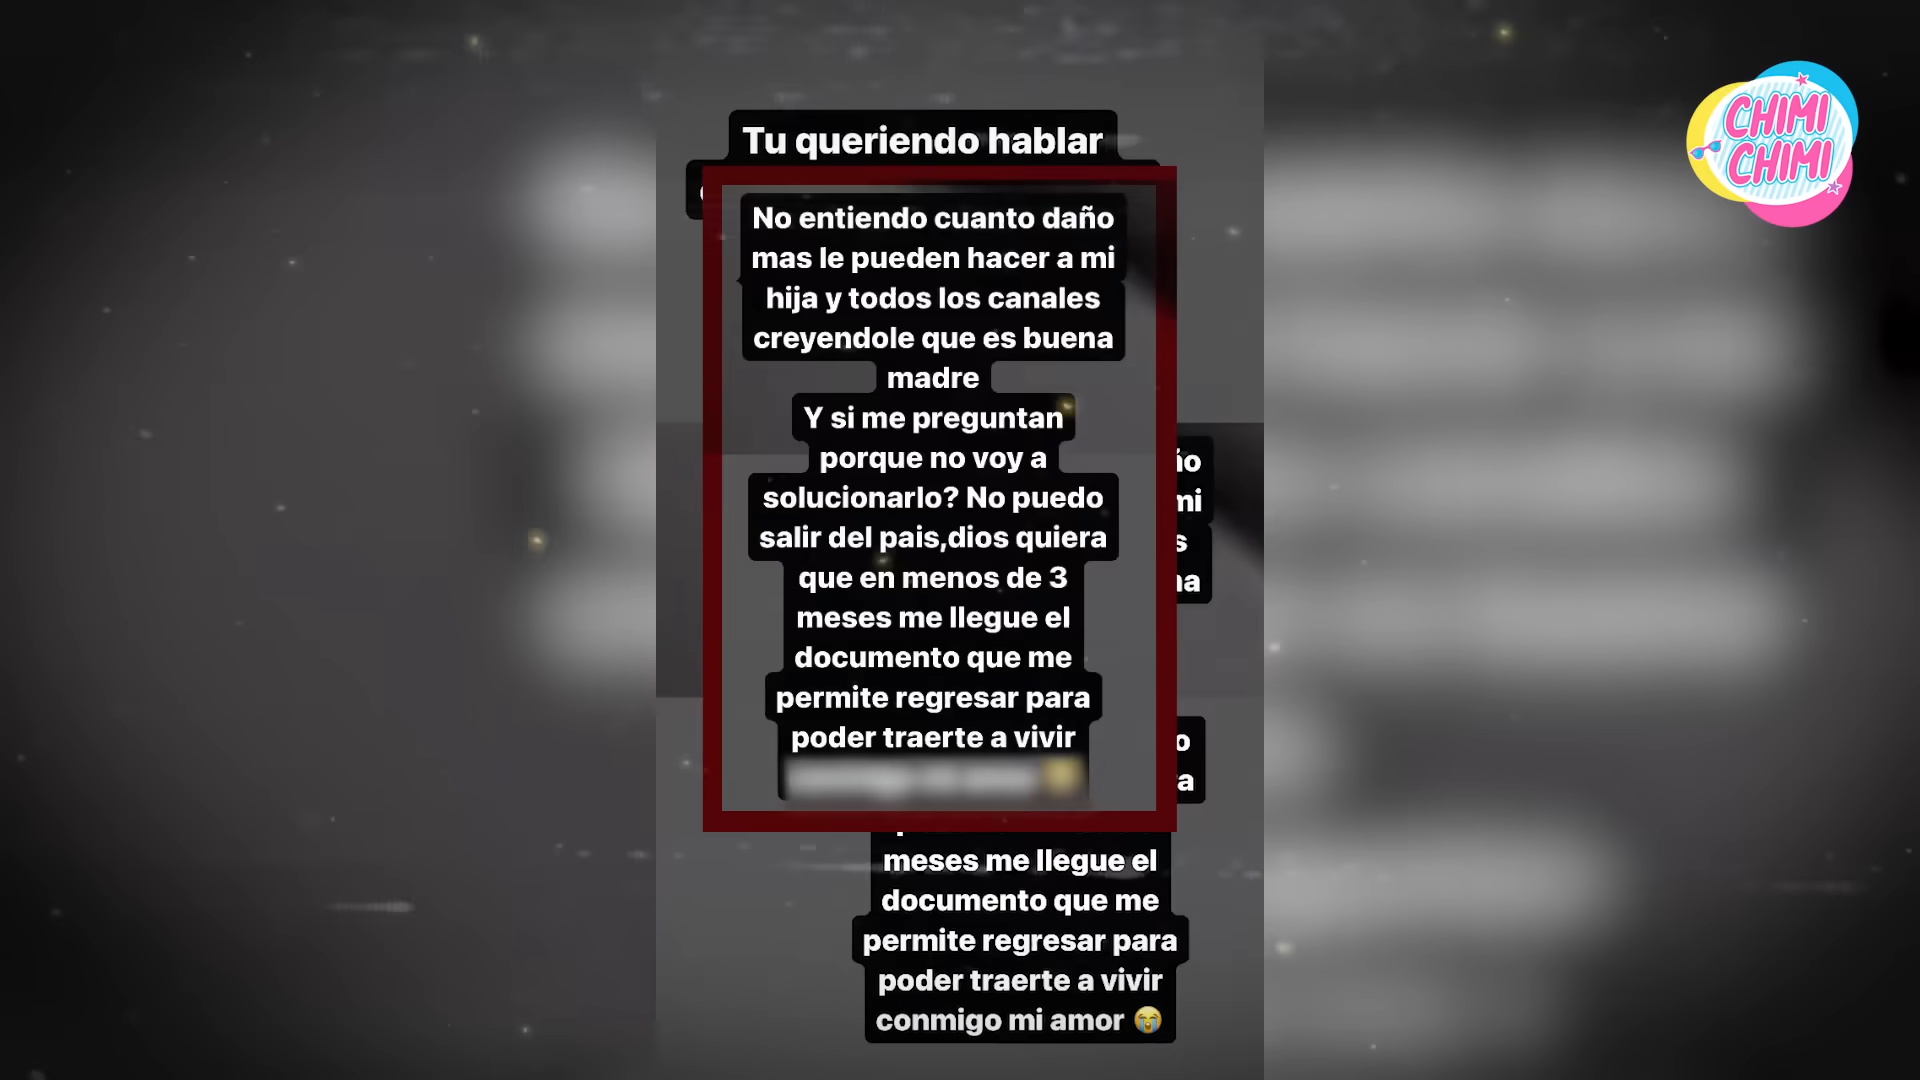 CHIMI
CHIMI
Tu queriendo hablar
No entiendo cuanto daño
mas le pueden hacer a mi
hija y todos los canales
creyendole que es buena
madre
Y si me preguntan
porque no voy a
solucionarlo? No puedo
salir del pais,dios quiera
que en menos de 3
meses me llegue el
documento que me
permite regresar para
poder traerte a vivir
meses me llegue el
documento que me
permite regresar para
poder traerte a vivir
conmigo mi amor 😭